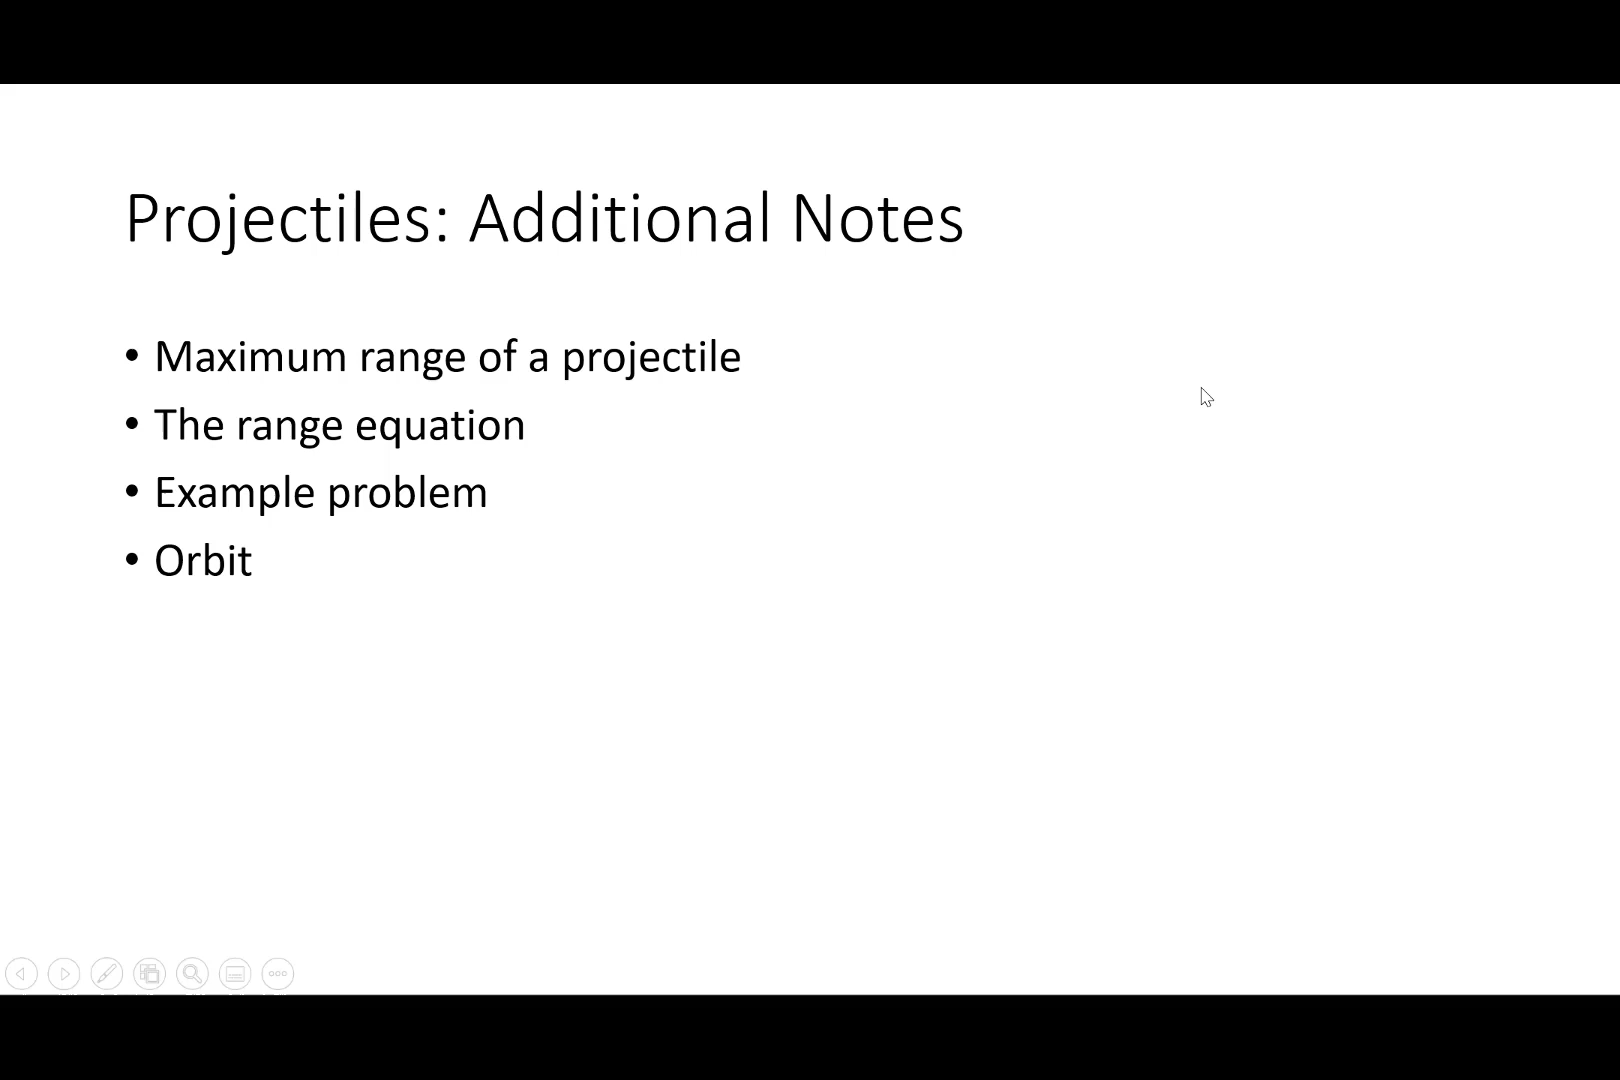 Projectiles: Additional Notes
• Maximum range of a projectile
• The range equation
• Example problem
• Orbit